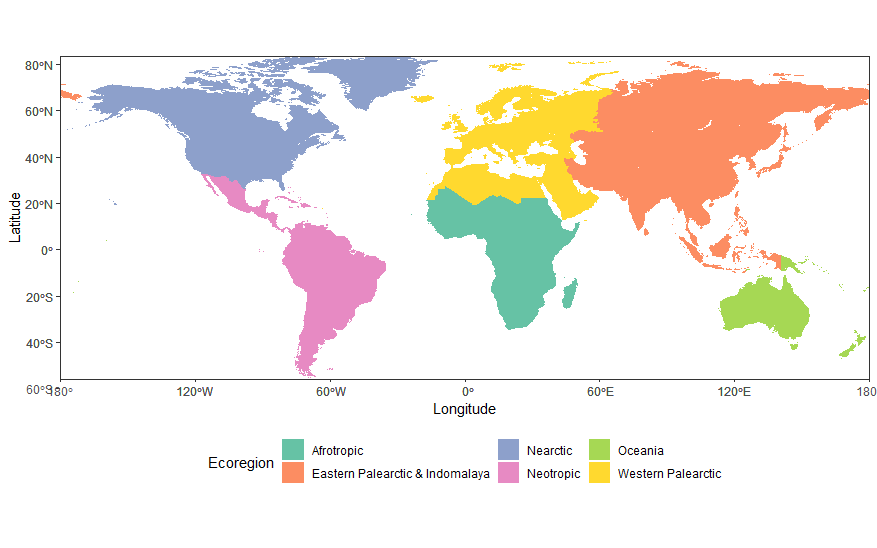 80°N
60°N
40°N
20°N
0°
20°S
40°S
60°S
Latitude
180°
120°W
60°W
0°
60°E
120°E
180
Longitude
Ecoregion
Afrotropic
Nearctic
Oceania
Eastern Palearctic & Indomalaya
Neotropic
Western Palearctic